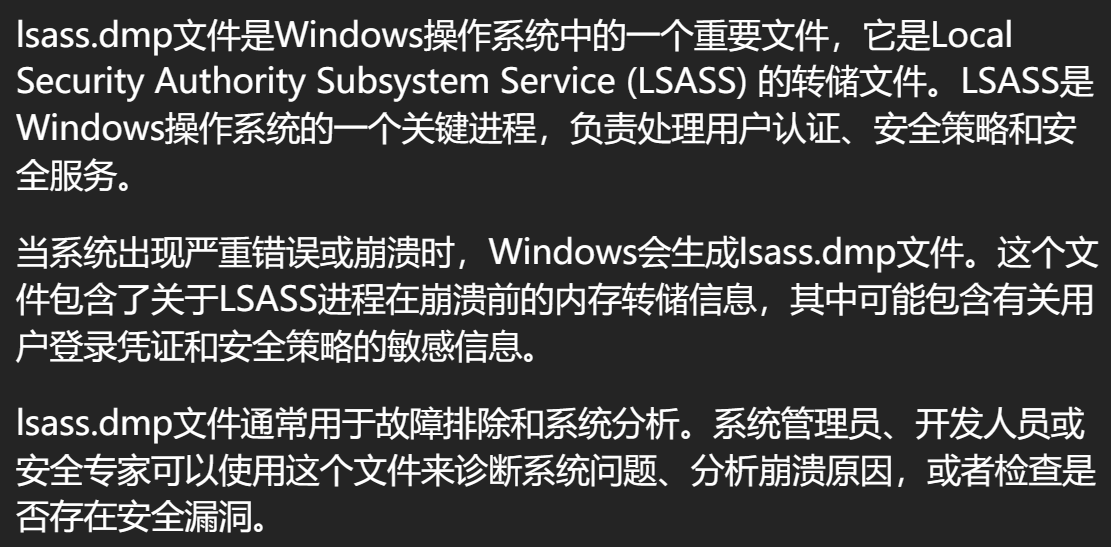 lsass.dmp文件是Windows操作系统中的一个重要文件，它是Local
Security Authority Subsystem Service (LSASS) 的转储文件。LSASS是
Windows操作系统的一个关键进程，负责处理用户认证、安全策略和安
全服务。
当系统出现严重错误或崩溃时，Windows会生成lsass.dmp文件。这个文
件包含了关于LSASS进程在崩溃前的内存转储信息，其中可能包含有关用
户登录凭证和安全策略的敏感信息。
lsass.dmp文件通常用于故障排除和系统分析。系统管理员、开发人员或
安全专家可以使用这个文件来诊断系统问题、分析崩溃原因，或者检查是
否存在安全漏洞。